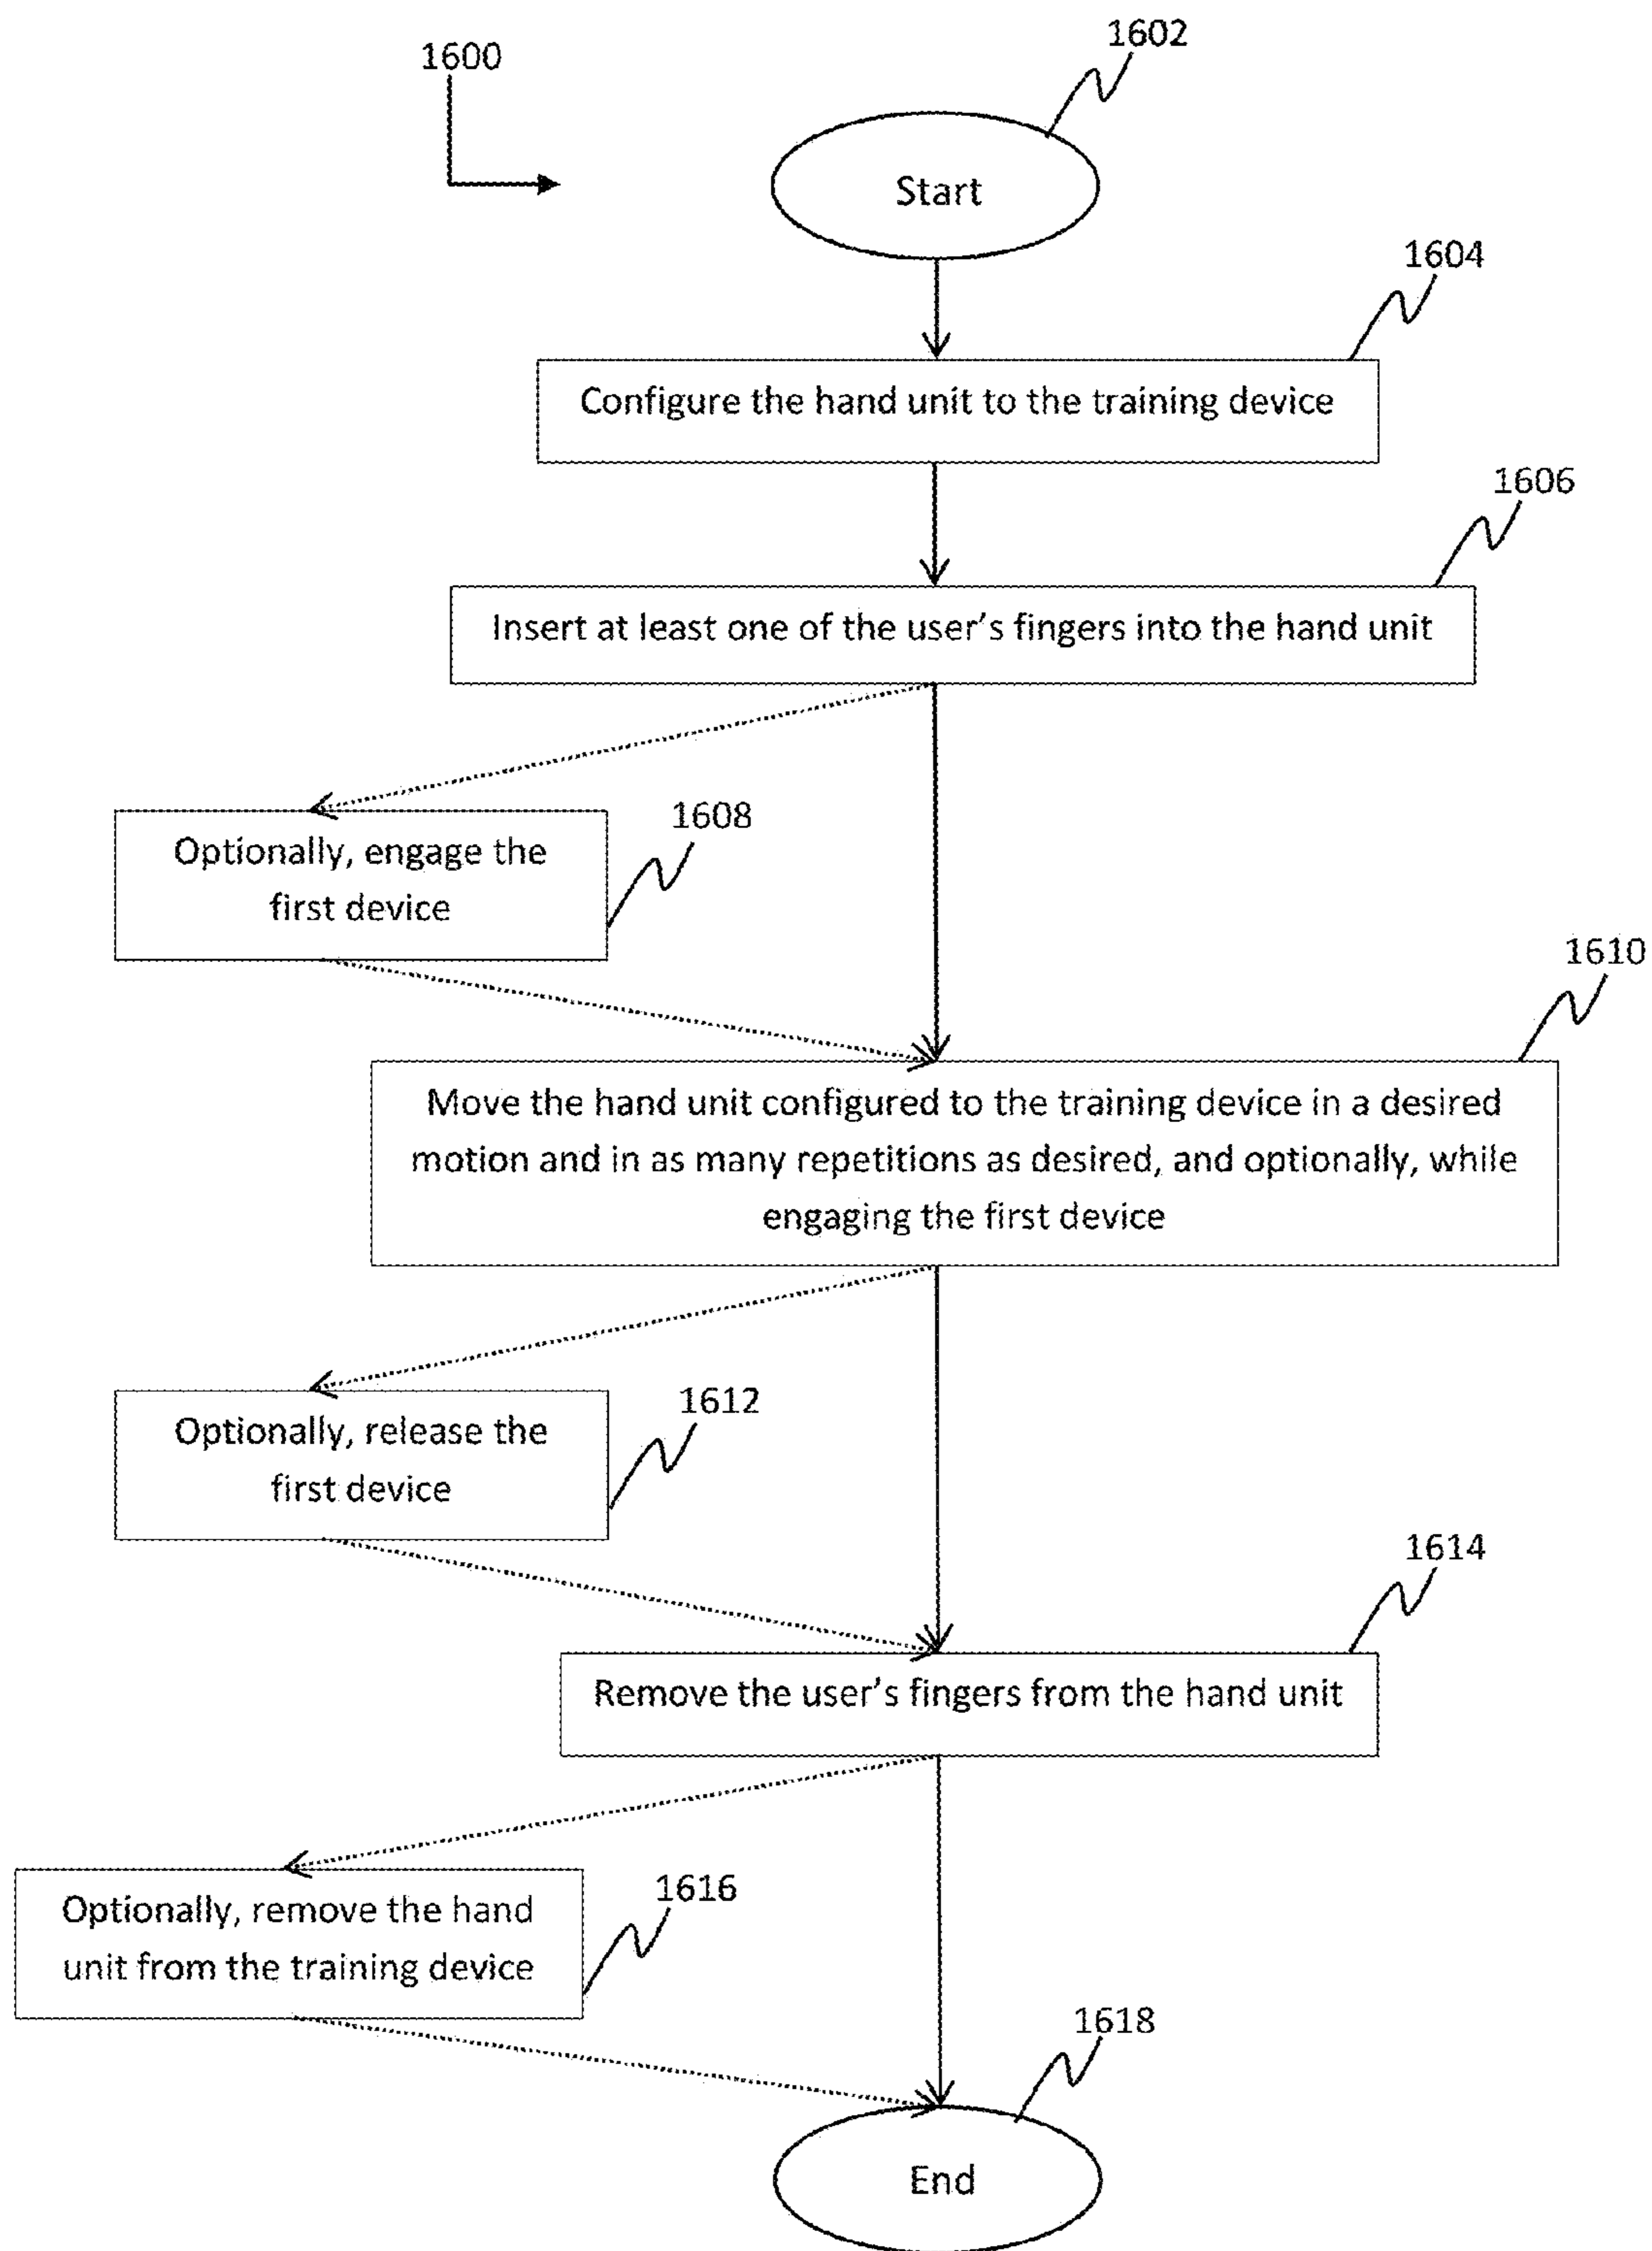 1600
1602
Start
1604
Configure the hand unit to the training device
1606
Insert at least one of the user's fingers into the hand unit
1608
Optionally, engage the
first device
1610
Move the hand unit configured to the training device in a desired
motion and in as many repetitions as desired, and optionally, while
engaging the first device
1612
Optionally, release the
first device
1614
Remove the user's fingers from the hand unit
1616
Optionally, remove the hand
unit from the training device
1618
End